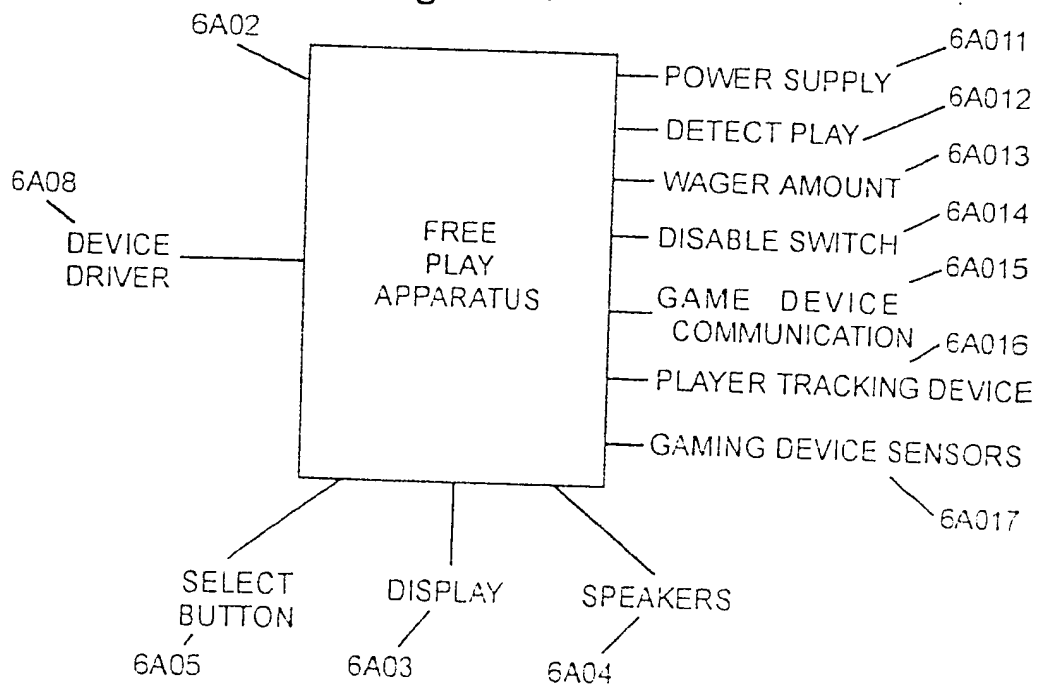 6A02
6A011
POWER SUPPLY
6A012
DETECT PLAY
6A013
WAGER AMOUNT
6A08
6A014
DEVICE
DRIVER
FREE
PLAY
APPARATUS
DISABLE SWITCH
6A015
GAME DEVICE
COMMUNICATION
6A016
PLAYER TRACKING DEVICE
GAMING DEVICE SENSORS
6A017
SELECT
BUTTON
DISPLAY
SPEAKERS
6A05
6A03
6A04